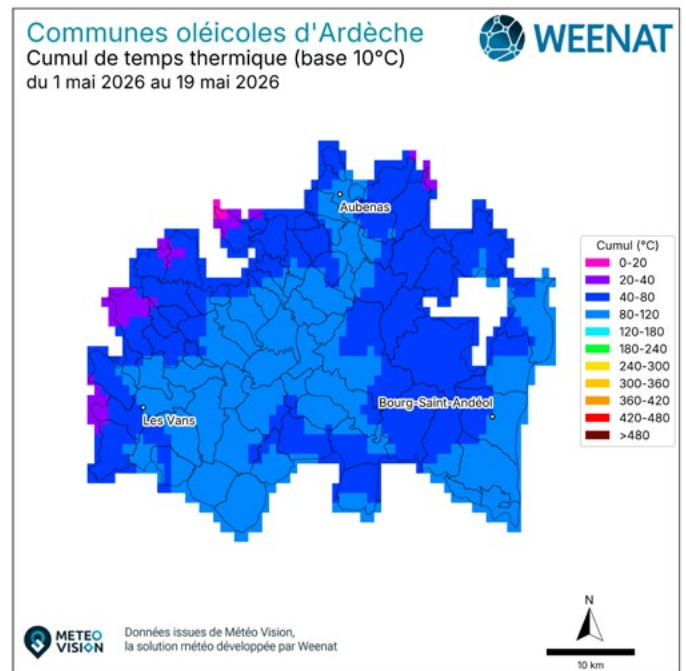 Communes oléicoles d'Ardèche
Cumul de temps thermique (base 10°C)
du 1 mai 2026 au 19 mai 2026
WEENAT
Aubenas
Cumul (°C)
0-20
20-40
40-80
80-120
120-180
180-240
240-300
300-360
360-420
420-480
>480
Bourg-Saint-Andéol
Les Vans
N
10 km
METEO
VISION
Données issues de Météo Vision,
la solution météo développée par Weenat